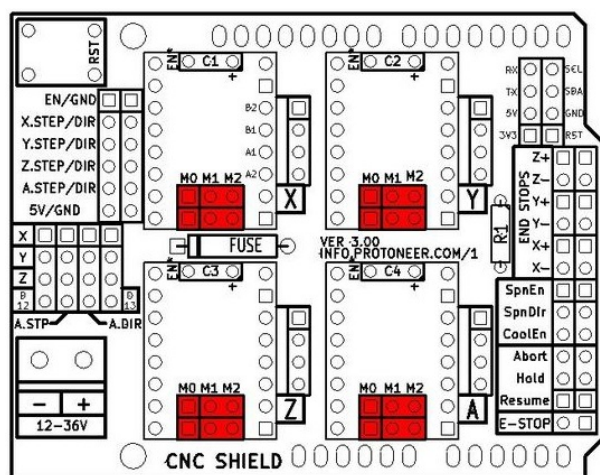 RST
EN/GND
X.STEP/DIR
Y.STEP/DIR
Z.STEP/DIR
A.STEP/DIR
5V/GND
X
Y
Z
D 12
D 13
A.STP
A.DIR
- +
12-36V
EN*
C1
+
B2
B1
A1
A2
M0 M1 M2
X
EN*
C2
+
M0 M1 M2
Y
FUSE
VER 3.00
INFO.PROTONEER.COM/1
R1
EN*
C3
+
M0 M1 M2
Z
EN*
C4
+
M0 M1 M2
A
CNC SHIELD
RX SCL
TX SDA
5V GND
3V3 RST
END STOPS
Z+
Z-
Y+
Y-
X+
X-
SpnEn
SpnDir
CoolEn
Abort
Hold
Resume
E-STOP